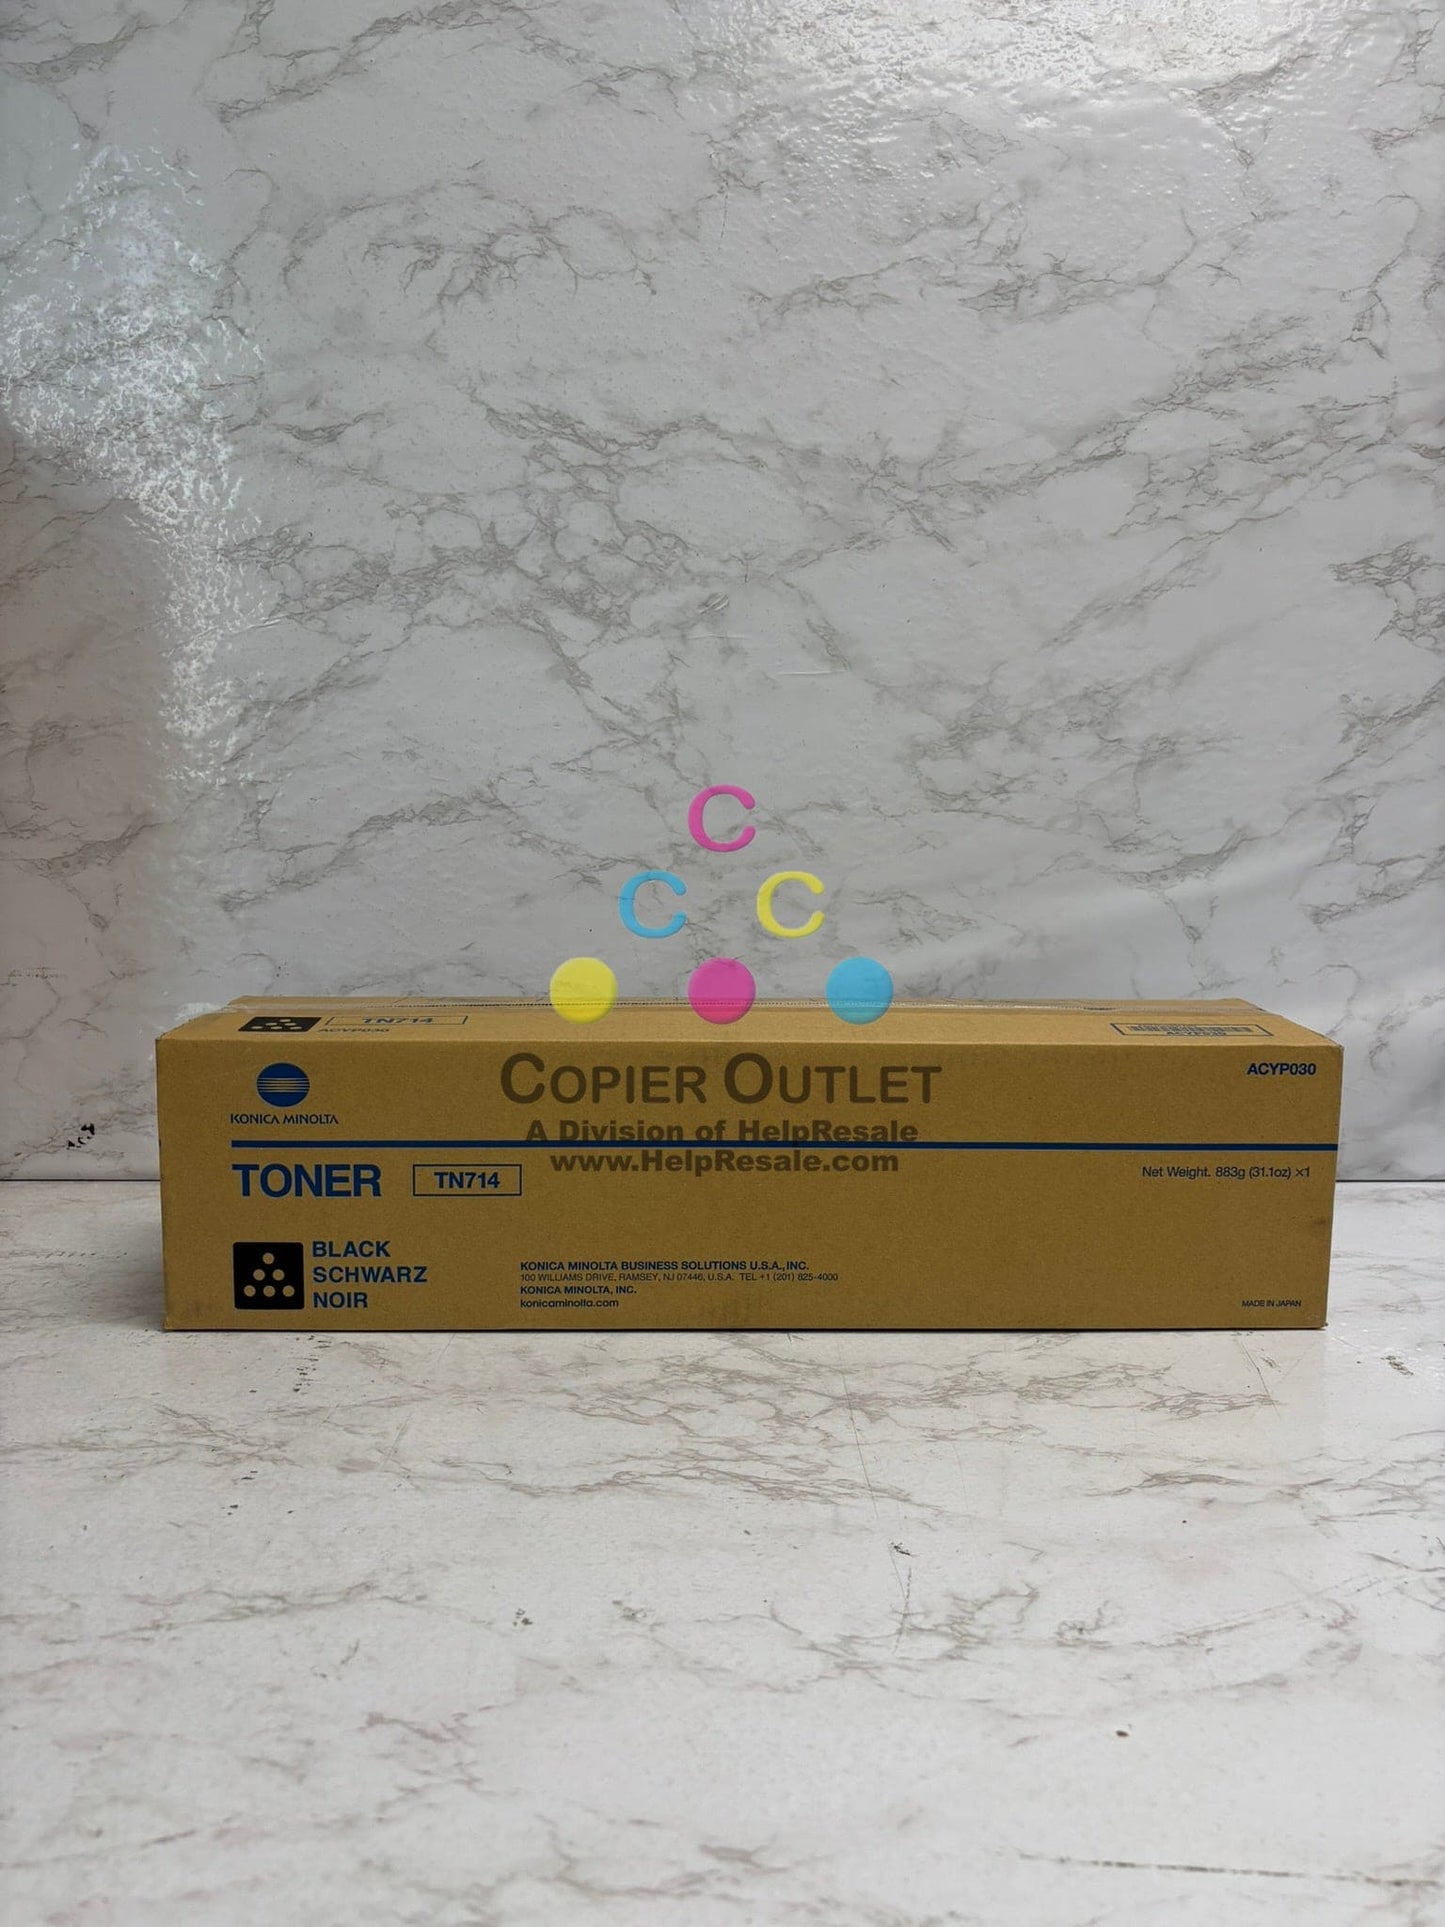 C
C C
TN714
ACYP030
ACYP030
COPIER OUTLET
A Division of HelpResale
www.HelpResale.com
KONICA MINOLTA
ACYP030
TONER
TN714
Net Weight. 883g (31.1oz) ×1
BLACK
SCHWARZ
NOIR
KONICA MINOLTA BUSINESS SOLUTIONS U.S.A.,INC.
100 WILLIAMS DRIVE, RAMSEY, NJ 07446, U.S.A. TEL +1 (201) 825-4000
KONICA MINOLTA, INC.
konicaminolta.com
MADE IN JAPAN